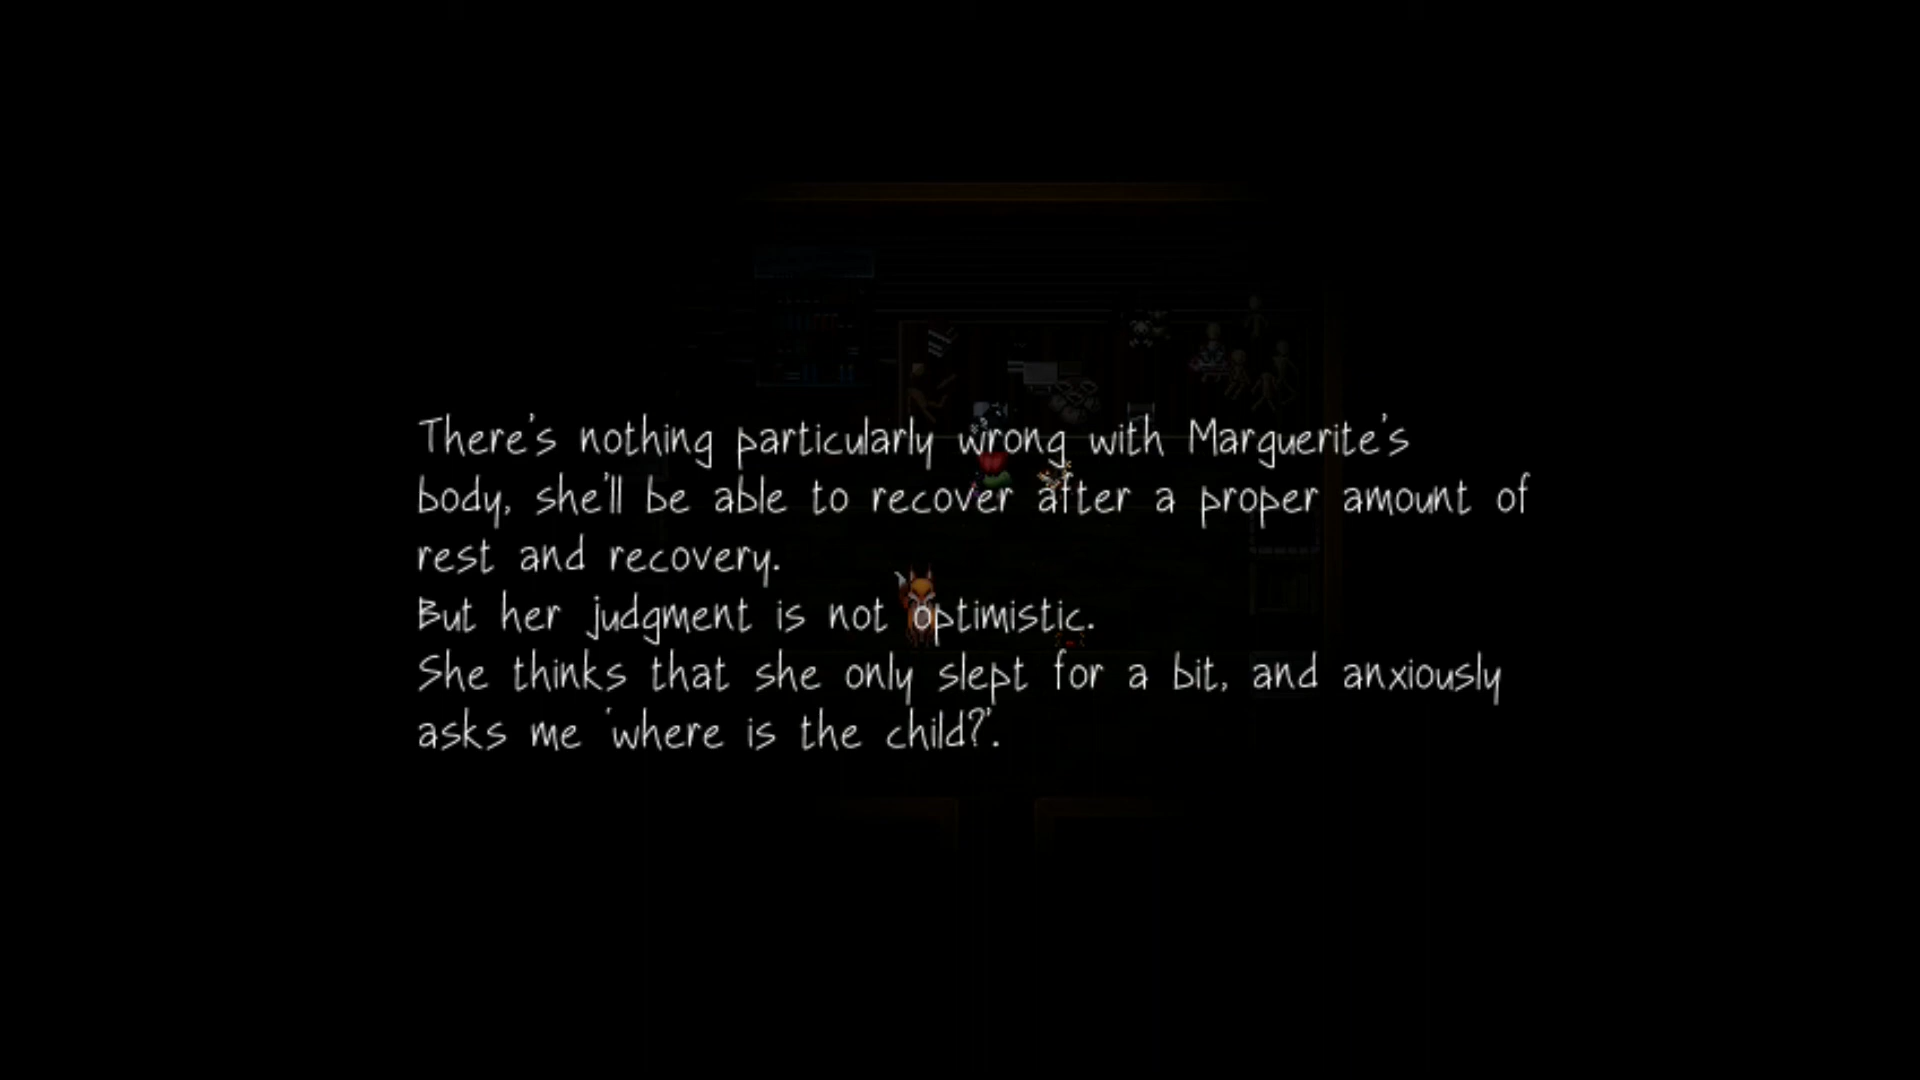 There's nothing particularly wrong with Marguerite's
body, she'll be able to recover after a proper amount of
rest and recovery.
But her judgment is not optimistic.
She thinks that she only slept for a bit, and anxiously
asks me 'where is the child?'.